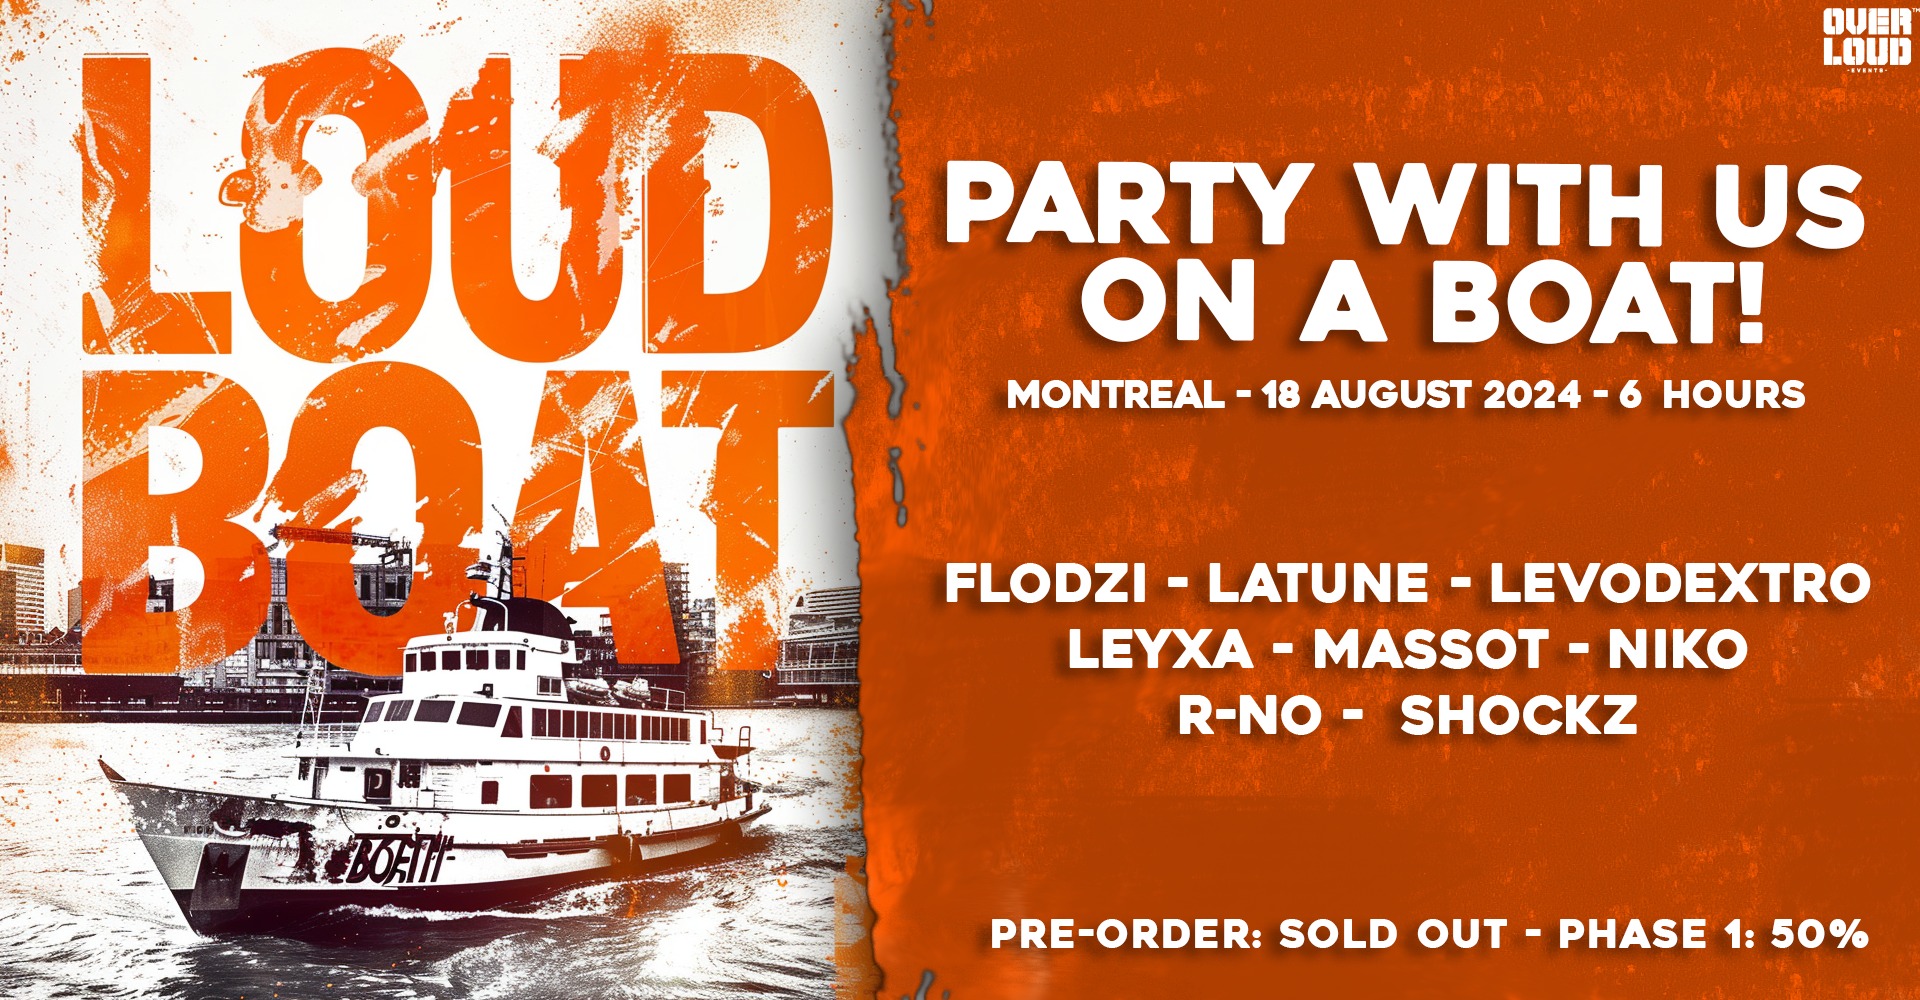 LOUD
BOAT
OVER
LOUD
-EVENTS-
PARTY WITH US
ON A BOAT!
MONTREAL - 18 AUGUST 2024 - 6 HOURS
FLODZI - LATUNE - LEVODEXTRO
LEYXA - MASSOT - NIKO
R-NO - SHOCKZ
PRE-ORDER: SOLD OUT - PHASE 1: 50%